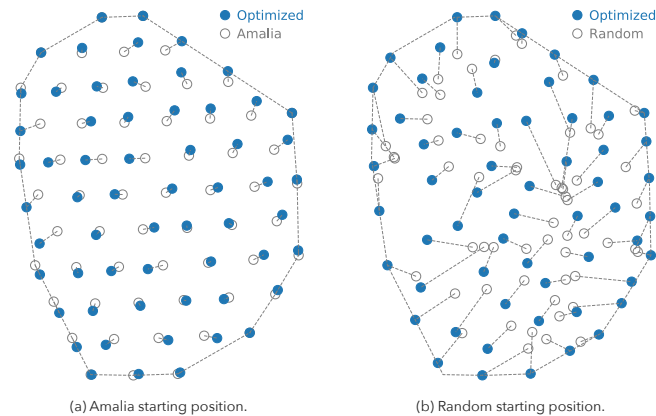 Optimized
Amalia
Optimized
Random
(a) Amalia starting position.
(b) Random starting position.